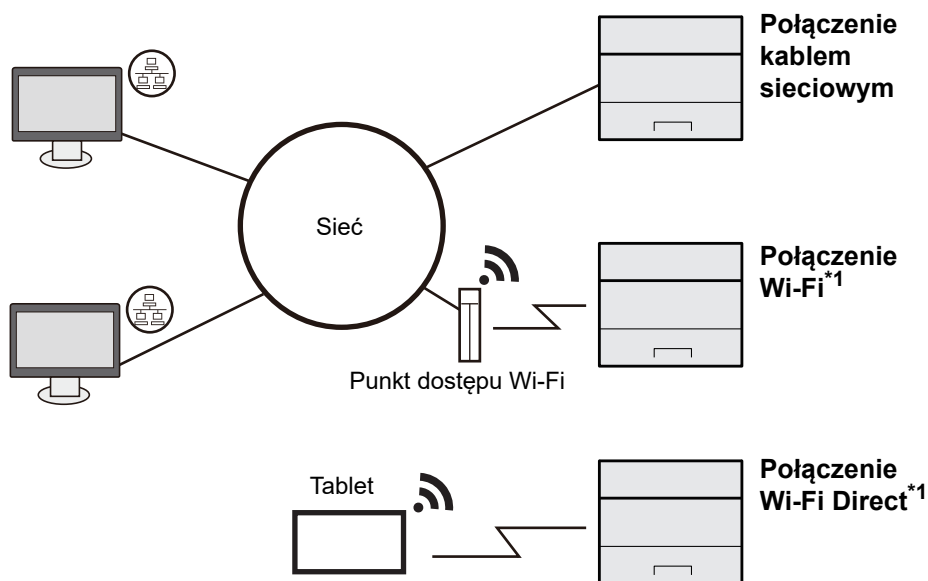 Połączenie
kablem
sieciowym
Sieć
Połączenie
Wi-Fi*1
Punkt dostępu Wi-Fi
Tablet
Połączenie
Wi-Fi Direct*1